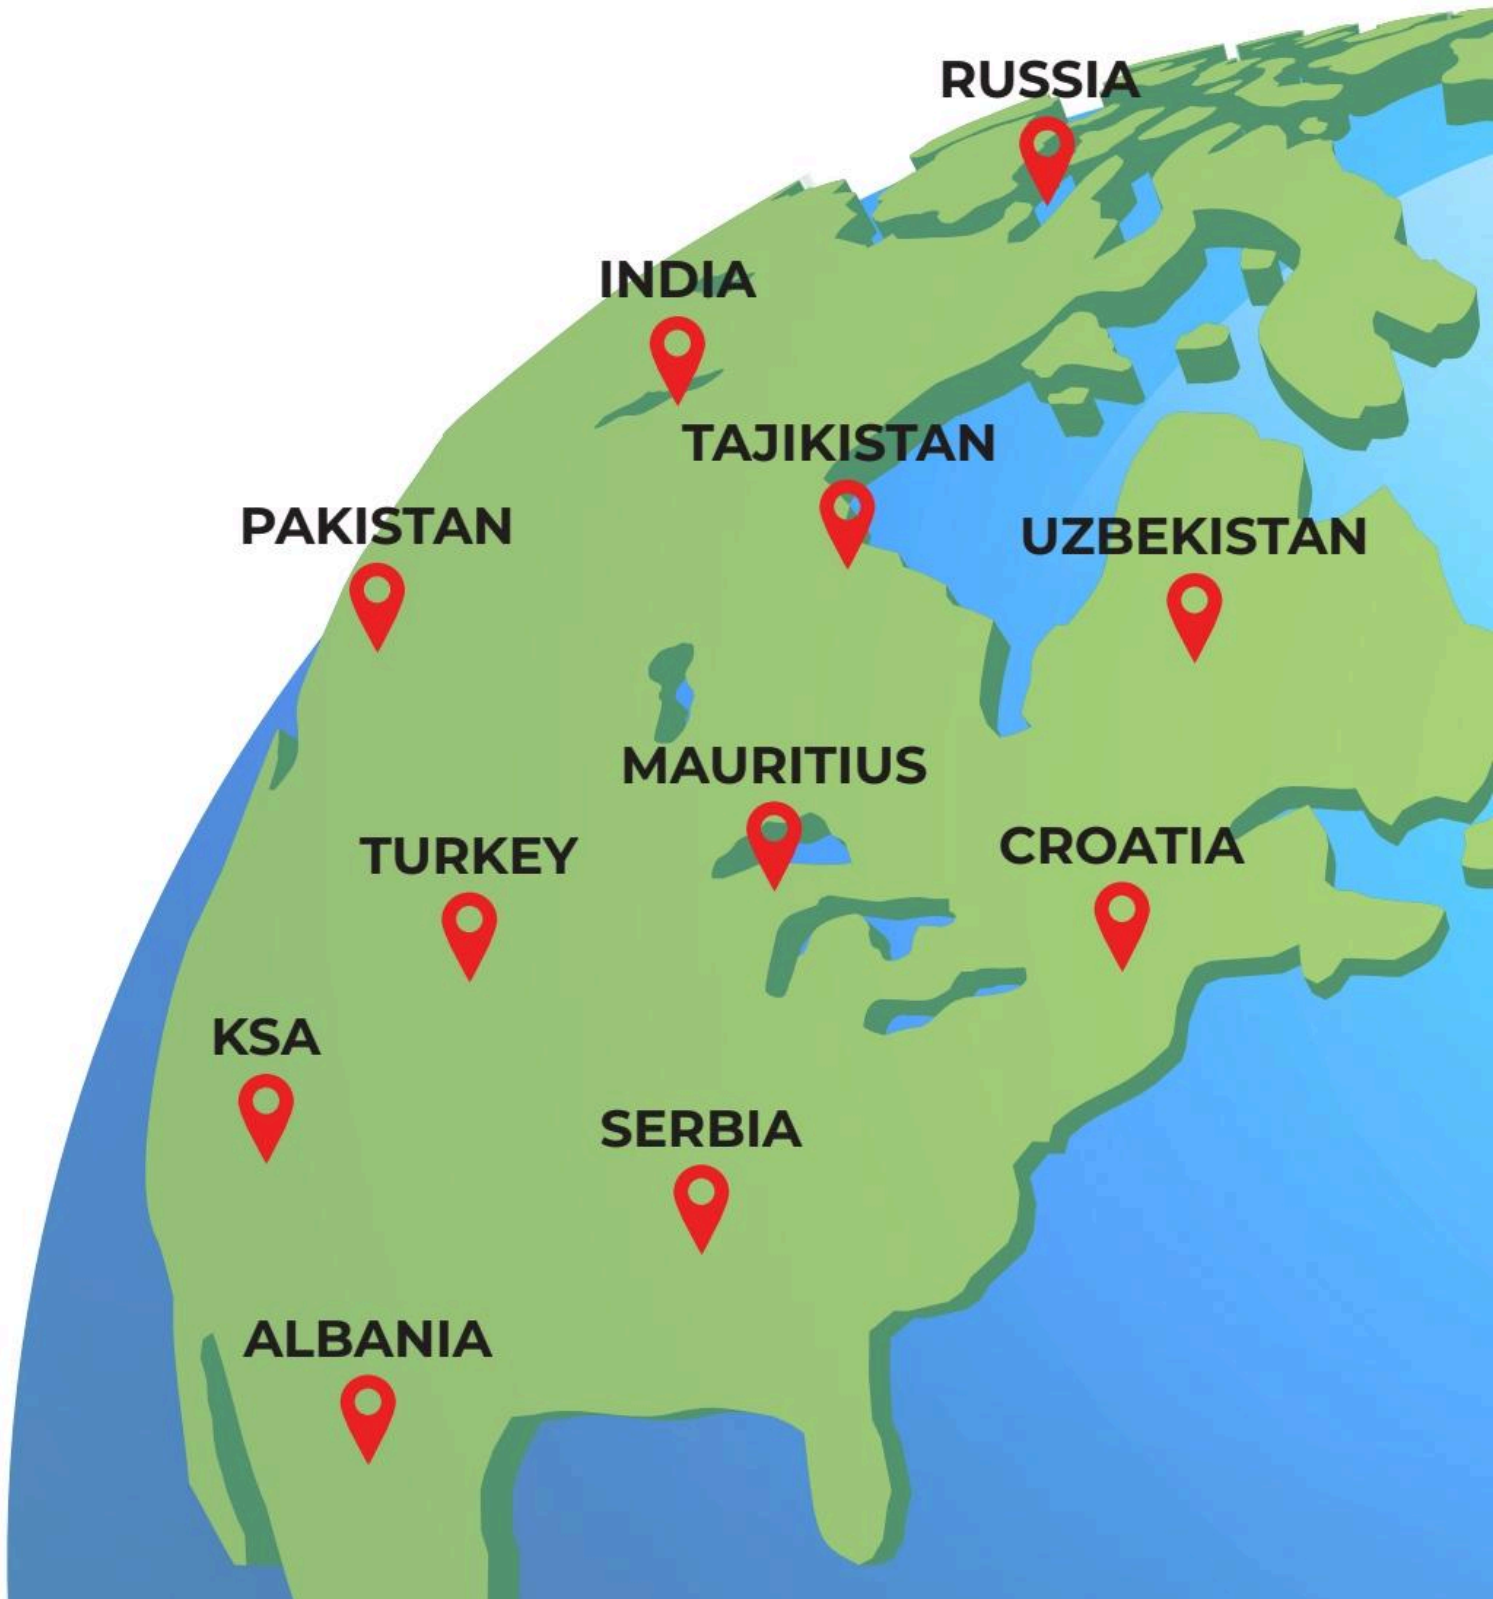 RUSSIA
INDIA
TAJIKISTAN
PAKISTAN
UZBEKISTAN
MAURITIUS
TURKEY
CROATIA
KSA
SERBIA
ALBANIA